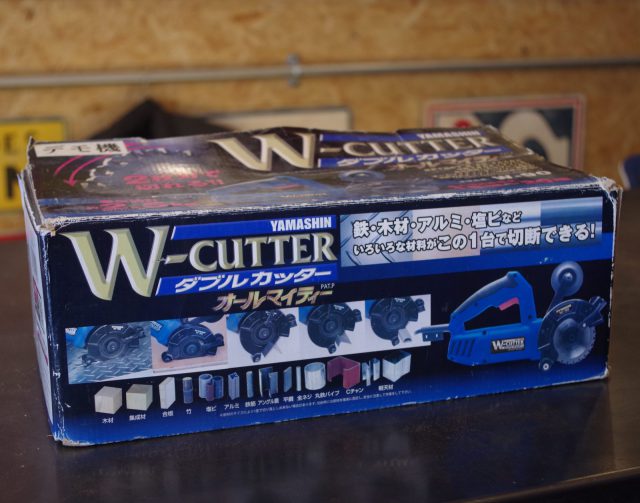 デモ機
YAMASHIN
W-CUTTER
ダブルカッター
YAMASHIN
W-CUTTER
ダブルカッター
オールマイティー
PAT.P
鉄・木材・アルミ・塩ビなど
いろいろな材料がこの1台で切断できる!
W-CUTTER
木材 集成材 合板 竹 塩ビ アルミ 鉄筋 アングル 平鋼 全ネジ 丸鉄パイプ Cチャン 軽天材